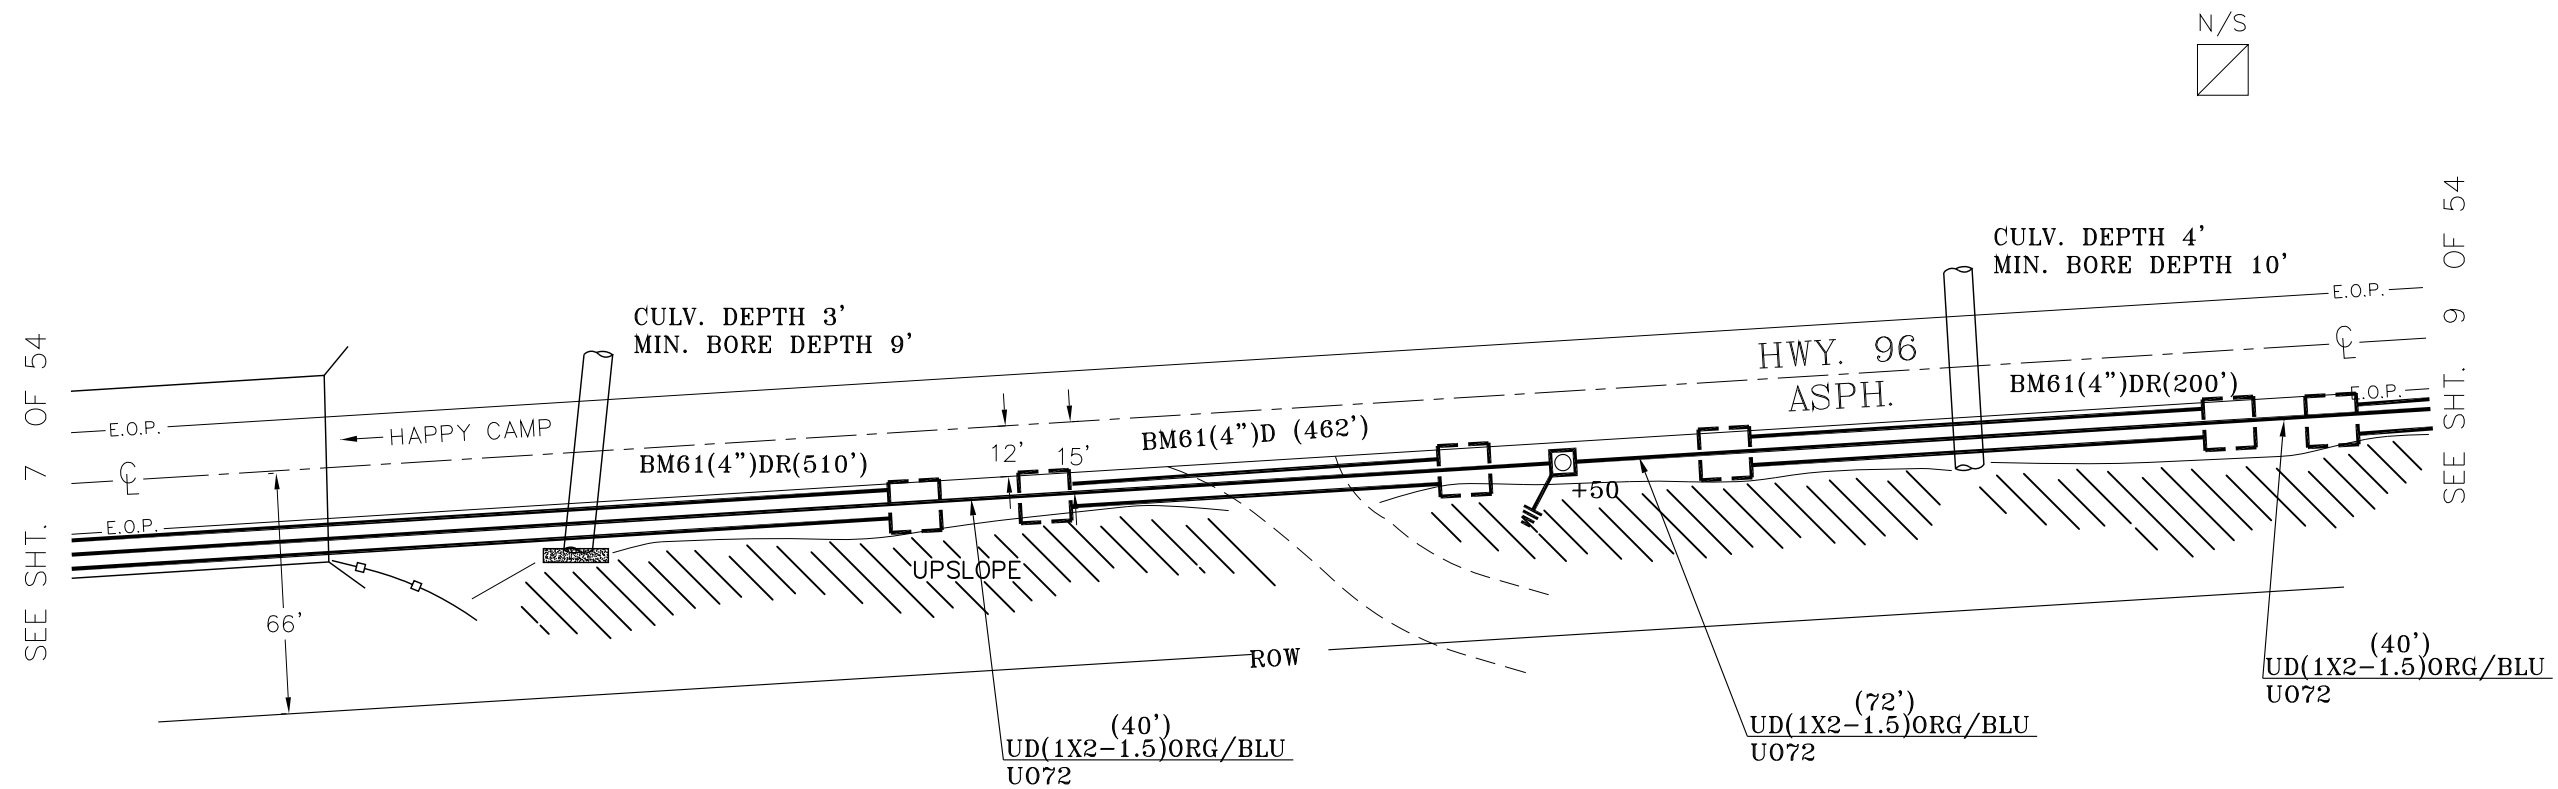 N/S
SEE SHT. 7 OF 54
SEE SHT. 9 OF 54
CULV. DEPTH 4'
MIN. BORE DEPTH 10'
CULV. DEPTH 3'
MIN. BORE DEPTH 9'
E.O.P.
HWY. 96
ASPH.
℄
BM61(4")DR(200')
E.O.P.
E.O.P.
HAPPY CAMP
BM61(4")D (462')
12'
15'
BM61(4")DR(510')
℄
+50
E.O.P.
UPSLOPE
66'
ROW
(40')
UD(1X2-1.5)ORG/BLU
UO72
(72')
UD(1X2-1.5)ORG/BLU
UO72
(40')
UD(1X2-1.5)ORG/BLU
UO72